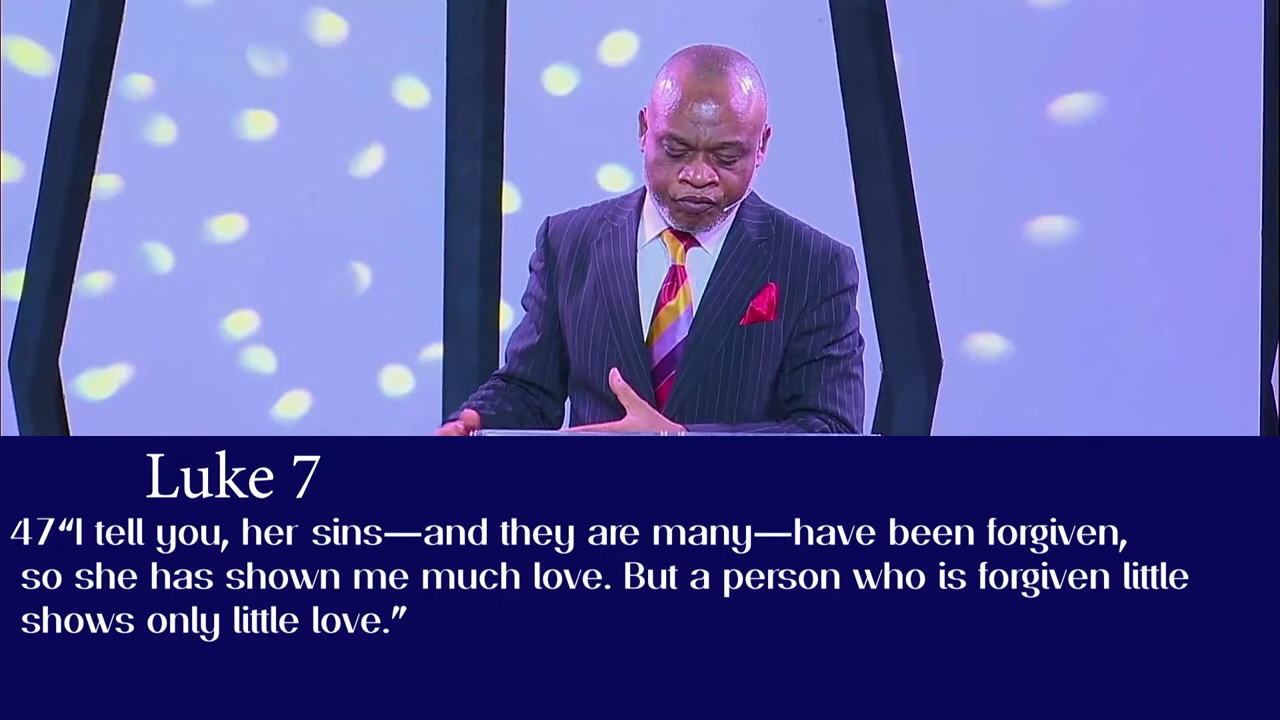 Luke 7
47“I tell you, her sins—and they are many—have been forgiven,
so she has shown me much love. But a person who is forgiven little
shows only little love.”